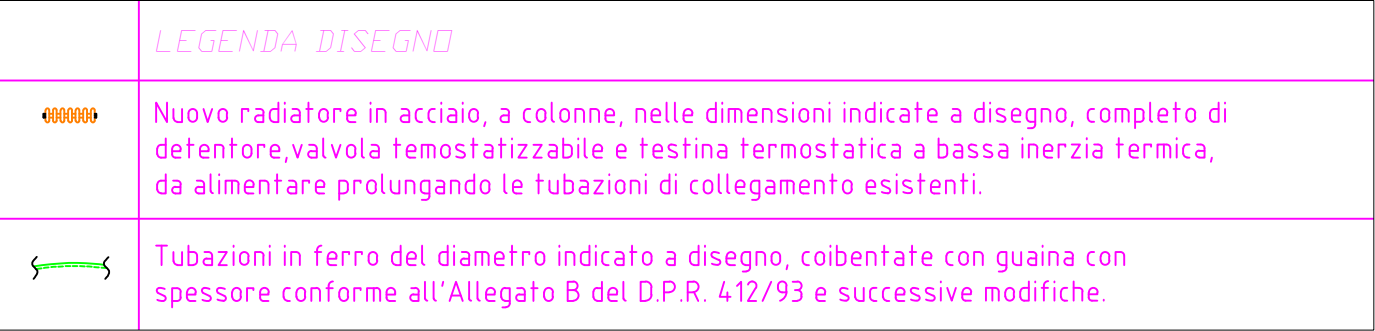 LEGENDA DISEGNO
Nuovo radiatore in acciaio, a colonne, nelle dimensioni indicate a disegno, completo di
detentore,valvola temostatizzabile e testina termostatica a bassa inerzia termica,
da alimentare prolungando le tubazioni di collegamento esistenti.
Tubazioni in ferro del diametro indicato a disegno, coibentate con guaina con
spessore conforme all'Allegato B del D.P.R. 412/93 e successive modifiche.